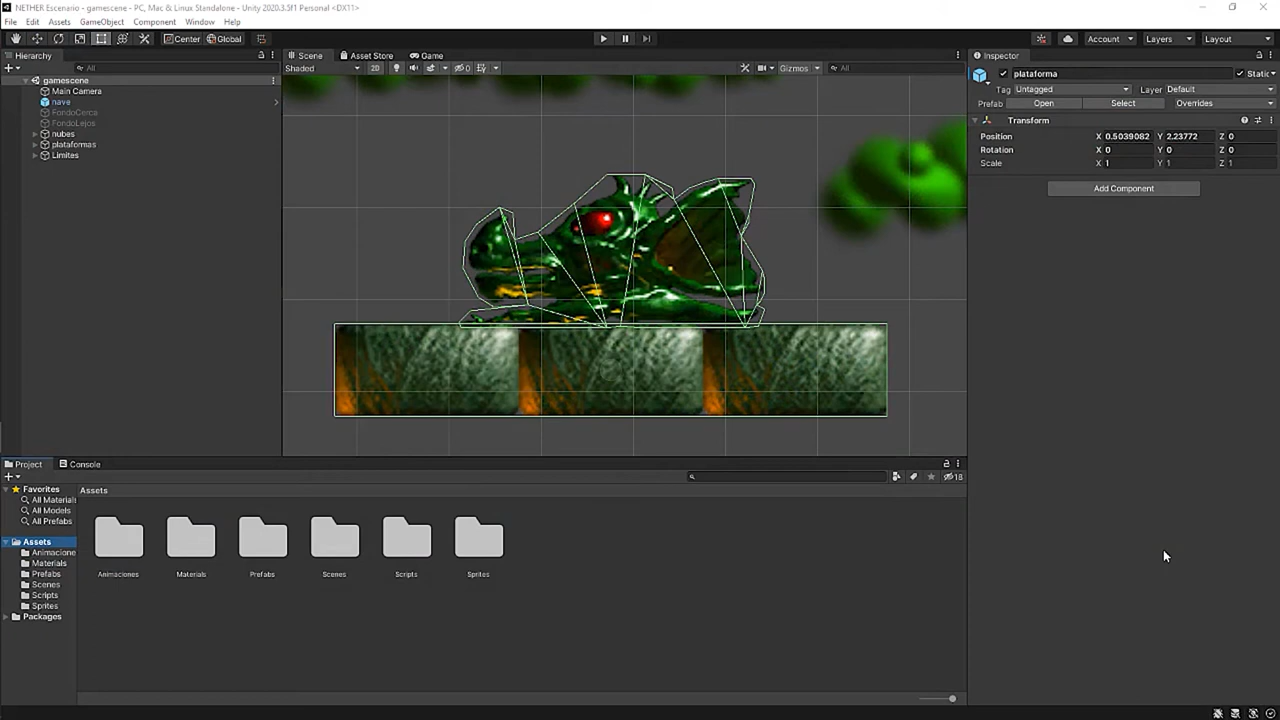 NETHER Escenario - gamescene - PC, Mac & Linux Standalone - Unity 2020.3.5f1 Personal <DX11>
File Edit Assets GameObject Component Window Help
Center Global Account Layers Layout
Hierarchy Scene Asset Store Game Inspector
All Shaded 2D 0 Gizmos All plataforma Static
gamescene Tag Untagged Layer Default
Main Camera
nave Prefab Open Select Overrides
FondoCerca
FondoLejos Transform
nubes Position X 0.5039082 Y 2.23772 Z 0
plataformas Rotation X 0 Y 0 Z 0
Limites Scale X 1 Y 1 Z 1
Add Component
Project Console
18
Favorites Assets
All Materials
All Models
All Prefabs
Assets
Animacione
Materials
Prefabs
Scenes
Scripts
Sprites
Packages
Animaciones Materials Prefabs Scenes Scripts Sprites